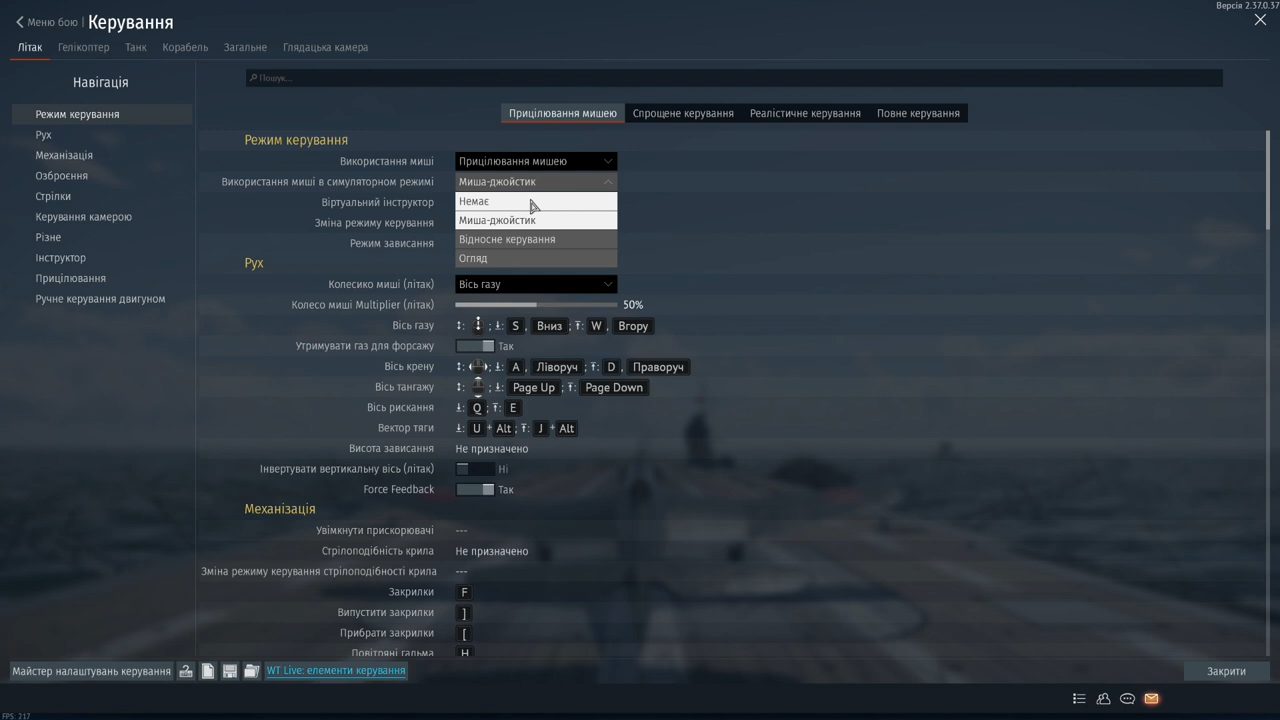 Версія 2.37.0.37
Меню бою | Керування
Літак Гелікоптер Танк Корабель Загальне Глядацька камера
Навігація
Режим керування
Рух
Механізація
Озброєння
Стрілки
Керування камерою
Різне
Інструктор
Прицілювання
Ручне керування двигуном
Пошук...
Прицілювання мишею Спрощене керування Реалістичне керування Повне керування
Режим керування
Використання миші Прицілювання мишею
Використання миші в симуляторном режимі Миша-джойстик
Віртуальний інструктор Немає
Зміна режиму керування Миша-джойстик
Режим зависання Відносне керування
Огляд
Рух
Колесико миші (літак) Вісь газу
Колесо миші Multiplier (літак) 50%
Вісь газу ↕: ; ⤓: S , Вниз ; ⤒: W , Вгору
Утримувати газ для форсажу Так
Вісь крену ↕: ; ⤓: A , Ліворуч ; ⤒: D , Праворуч
Вісь тангажу ↕: ; ⤓: Page Up ; ⤒: Page Down
Вісь рискання ⤓: Q ; ⤒: E
Вектор тяги ⤓: U + Alt ; ⤒: J + Alt
Висота зависання Не призначено
Інвертувати вертикальну вісь (літак) Ні
Force Feedback Так
Механізація
Увімкнути прискорювачі ---
Стрілоподібність крила Не призначено
Зміна режиму керування стрілоподібності крила ---
Закрилки F
Випустити закрилки ]
Прибрати закрилки [
Повітряні гальма H
Майстер налаштувань керування WT Live: елементи керування Закрити
FPS: 217